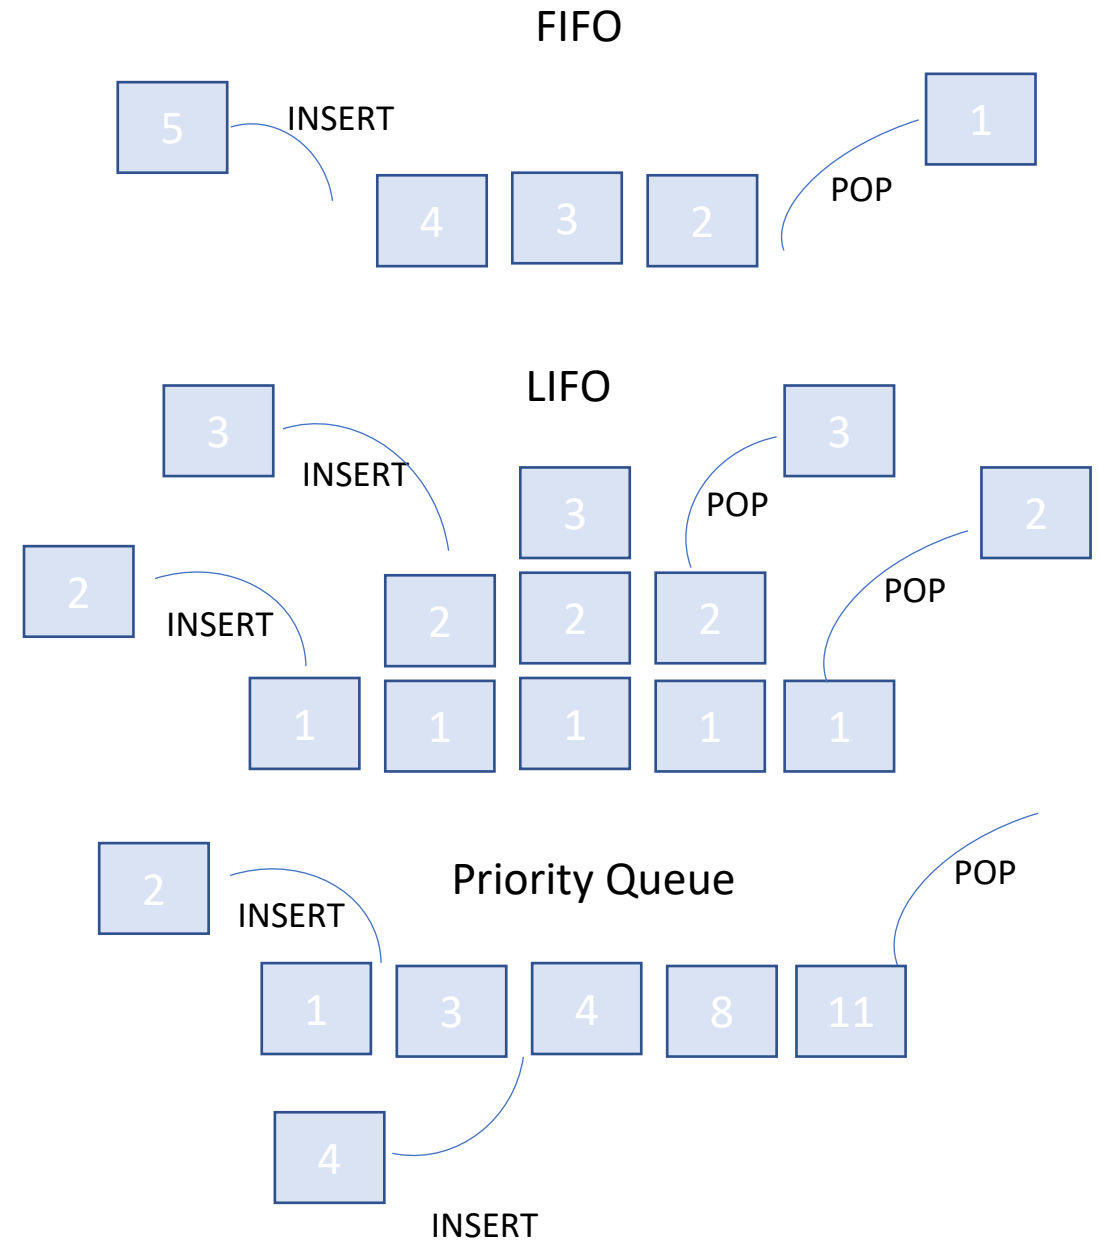 FIFO
5
INSERT
1
POP
4 3 2
LIFO
3
INSERT
3
POP
3
2
POP
2
INSERT
2 2 2
1 1 1 1 1
Priority Queue
2
INSERT
POP
1 3 4 8 11
4
INSERT